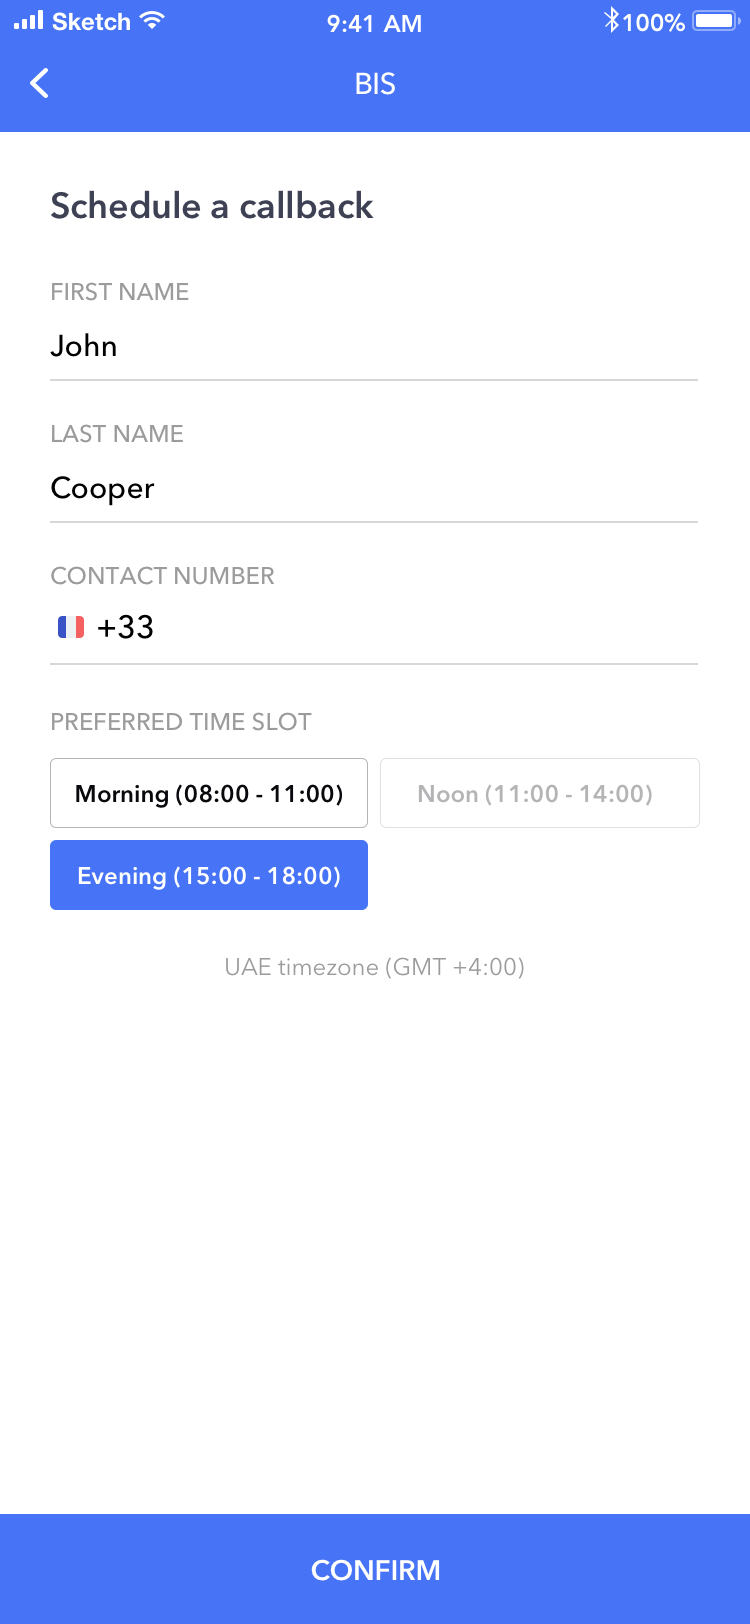 Sketch 9:41 AM 100%
BIS
Schedule a callback
FIRST NAME
John
LAST NAME
Cooper
CONTACT NUMBER
+33
PREFERRED TIME SLOT
Morning (08:00 - 11:00) Noon (11:00 - 14:00)
Evening (15:00 - 18:00)
UAE timezone (GMT +4:00)
CONFIRM